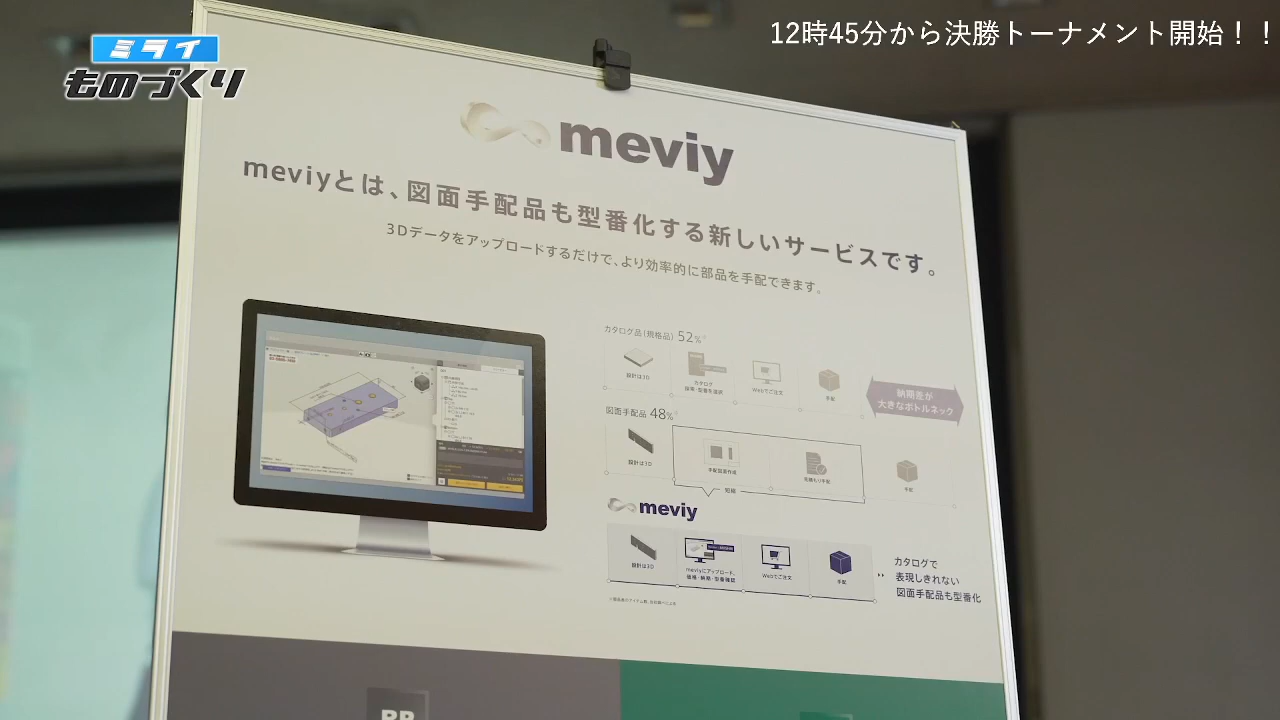 ミライ
ものづくり
12時45分から決勝トーナメント開始！！
meviy
meviyとは、図面手配品も型番化する新しいサービスです。
3Dデータをアップロードするだけで、より効率的に部品を手配できます。
カタログ品（規格品）52%
設計は3D
カタログ
Webでご注文
手配
納期差が
大きなボトルネック
図面手配品 48%
設計は3D
手配図面作成
見積もり手配
手配
短縮
meviy
設計は3D
meviyにアップロード、
価格・納期・型番確認
Webでご注文
手配
カタログで
表現しきれない
図面手配品も型番化